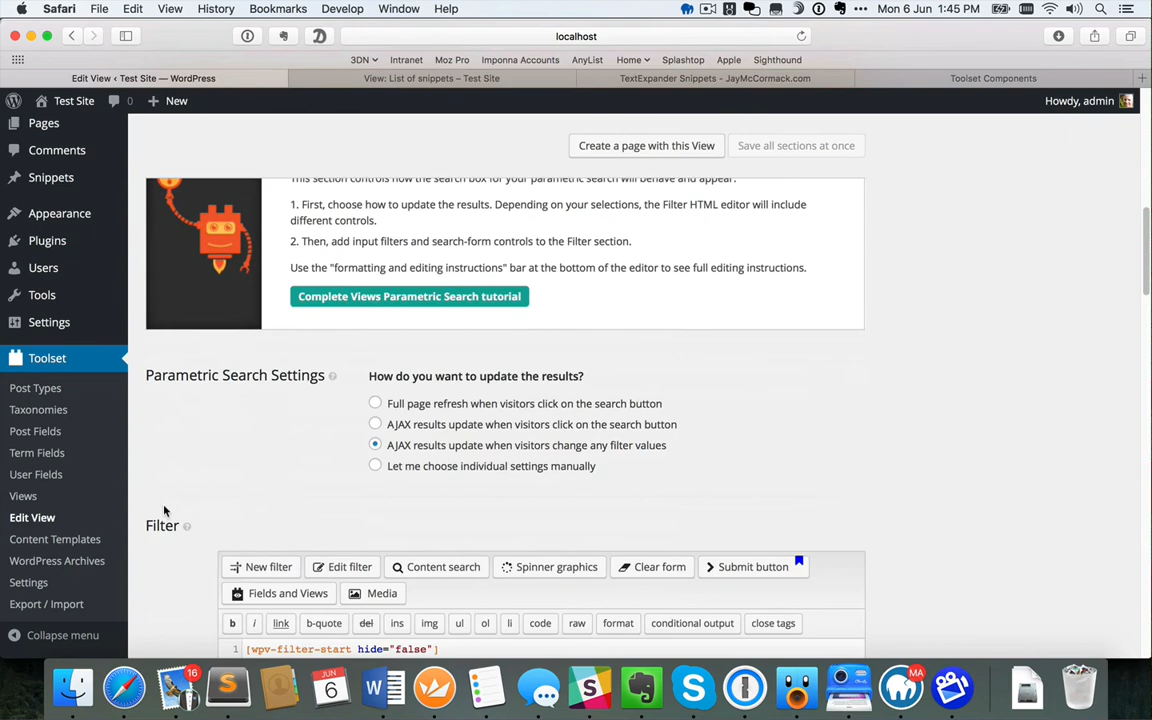 Safari File Edit View History Bookmarks Develop Window Help Mon 6 Jun 1:45 PM
localhost
3DN Intranet Moz Pro Imponna Accounts AnyList Home Splashtop Apple Sighthound
Edit View ‹ Test Site — WordPress View: List of snippets – Test Site TextExpander Snippets - JayMcCormack.com Toolset Components
Test Site 0 New Howdy, admin
Pages
Comments
Snippets
Appearance
Plugins
Users
Tools
Settings
Toolset
Post Types
Taxonomies
Post Fields
Term Fields
User Fields
Views
Edit View
Content Templates
WordPress Archives
Settings
Export / Import
Collapse menu
Create a page with this View Save all sections at once
This section controls how the search box for your parametric search will behave and appear.
1. First, choose how to update the results. Depending on your selections, the Filter HTML editor will include
different controls.
2. Then, add input filters and search-form controls to the Filter section.
Use the "formatting and editing instructions" bar at the bottom of the editor to see full editing instructions.
Complete Views Parametric Search tutorial
Parametric Search Settings
How do you want to update the results?
Full page refresh when visitors click on the search button
AJAX results update when visitors click on the search button
AJAX results update when visitors change any filter values
Let me choose individual settings manually
Filter
New filter Edit filter Content search Spinner graphics Clear form Submit button
Fields and Views Media
b i link b-quote del ins img ul ol li code raw format conditional output close tags
1 [wpv-filter-start hide="false"]
16 JUN 6 MA